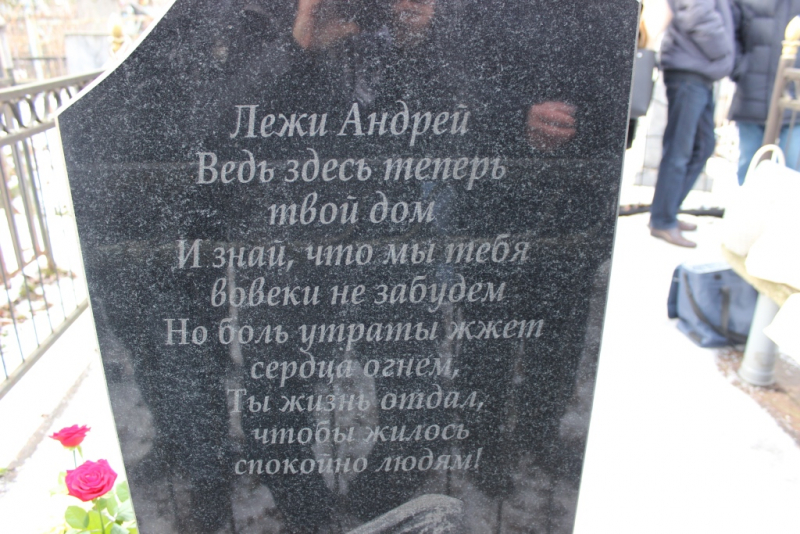 Лежи Андрей
Ведь здесь теперь
твой дом
И знай, что мы тебя
вовеки не забудем
Но боль утраты жжет
сердца огнем,
Ты жизнь отдал,
чтобы жилось
спокойно людям!